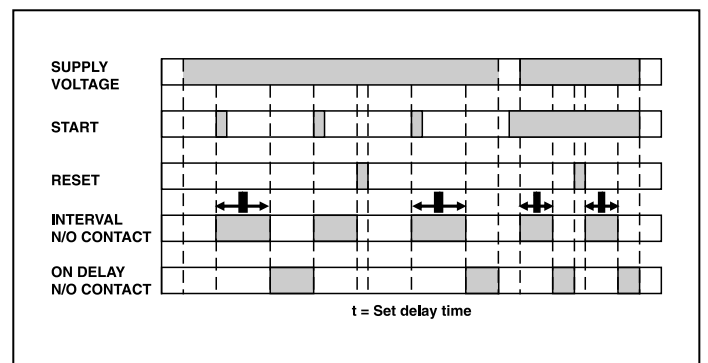 SUPPLY
VOLTAGE
START
RESET
INTERVAL
N/O CONTACT
ON DELAY
N/O CONTACT
t = Set delay time